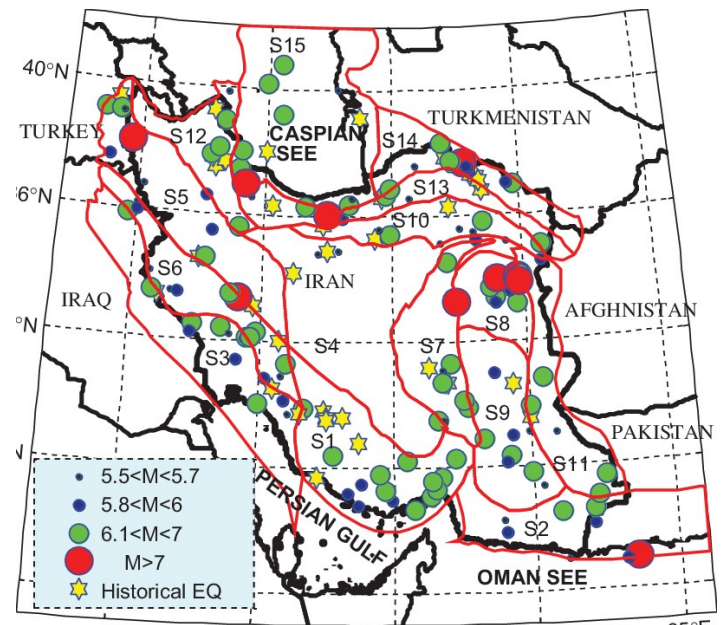 S15
40°N
TURKMENISTAN
TURKEY
S12
CASPIAN
SEE
S14
S5
S13
S10
S6
IRAN
IRAQ
AFGHNISTAN
S8
S3
S4
S7
S9
S1
PAKISTAN
S11
S2
PERSIAN GULF
OMAN SEE
5.5<M<5.7
5.8<M<6
6.1<M<7
M>7
Historical EQ